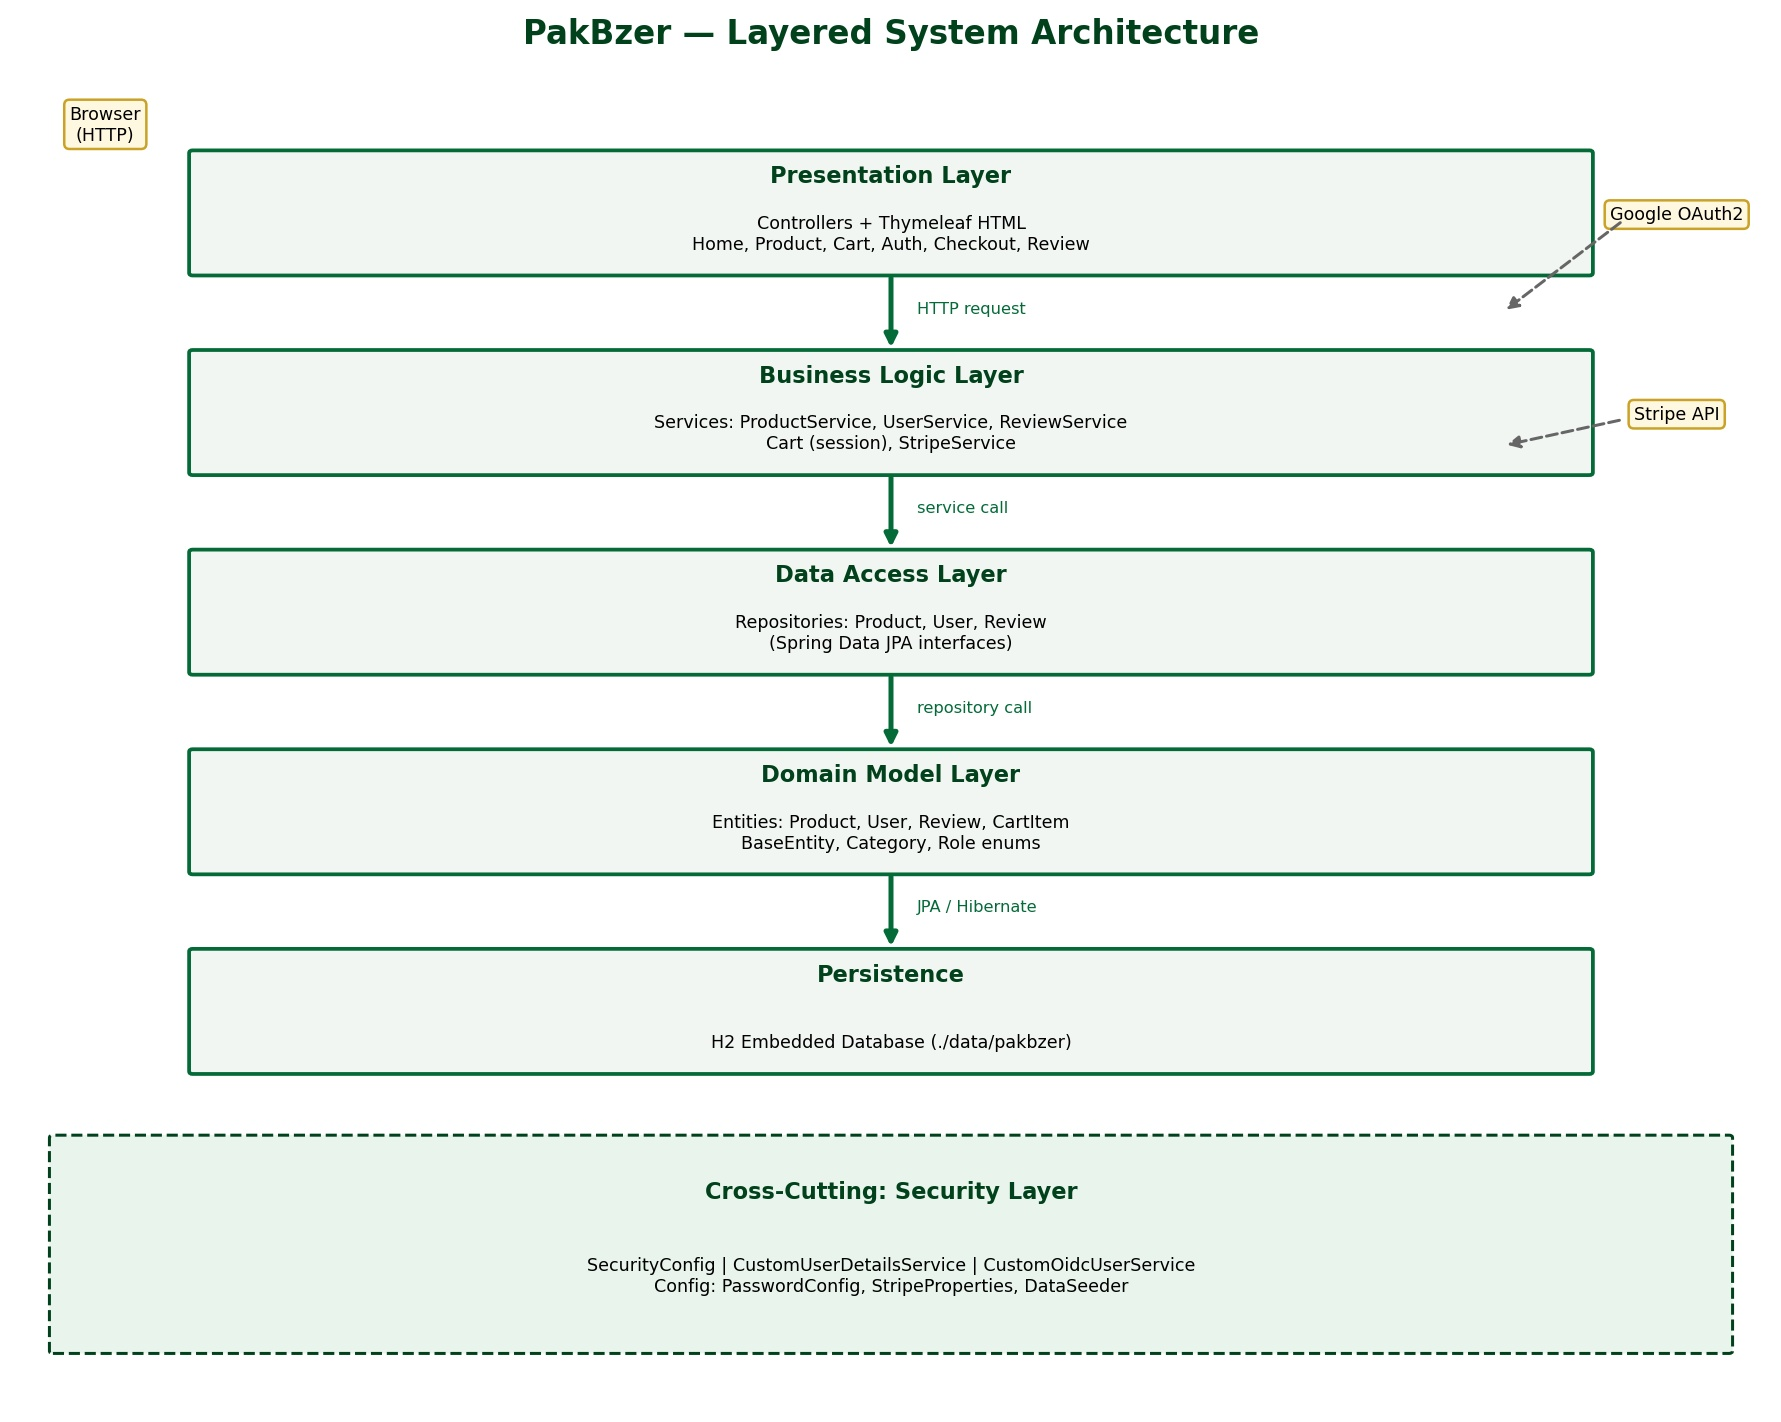 PakBzer — Layered System Architecture
Browser
(HTTP)
Presentation Layer
Controllers + Thymeleaf HTML
Home, Product, Cart, Auth, Checkout, Review
Google OAuth2
HTTP request
Business Logic Layer
Services: ProductService, UserService, ReviewService
Cart (session), StripeService
Stripe API
service call
Data Access Layer
Repositories: Product, User, Review
(Spring Data JPA interfaces)
repository call
Domain Model Layer
Entities: Product, User, Review, CartItem
BaseEntity, Category, Role enums
JPA / Hibernate
Persistence
H2 Embedded Database (./data/pakbzer)
Cross-Cutting: Security Layer
SecurityConfig | CustomUserDetailsService | CustomOidcUserService
Config: PasswordConfig, StripeProperties, DataSeeder